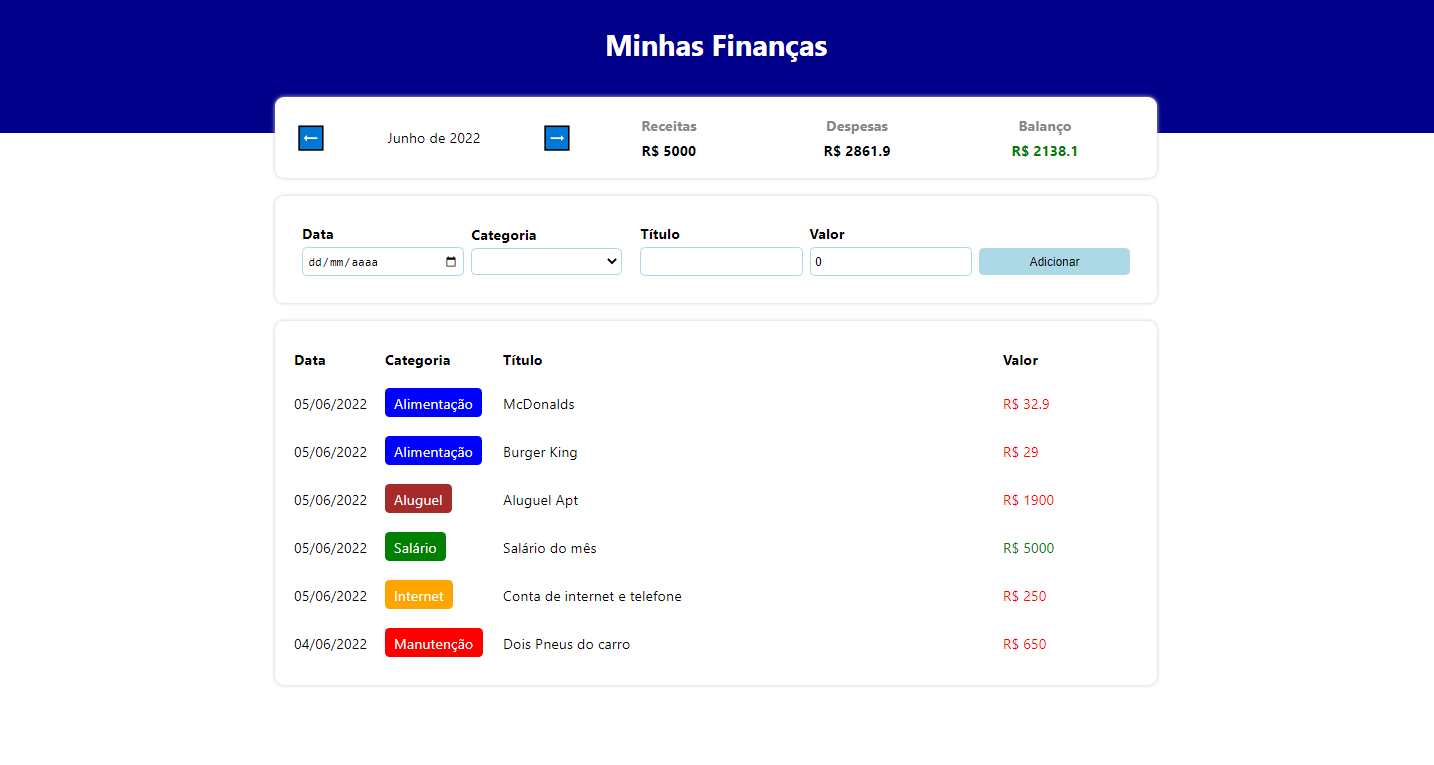 Minhas Finanças
← Junho de 2022 →
Receitas Despesas Balanço
R$ 5000 R$ 2861.9 R$ 2138.1
Data Categoria Título Valor
dd/mm/aaaa 0 Adicionar
Data Categoria Título Valor
05/06/2022 Alimentação McDonalds R$ 32.9
05/06/2022 Alimentação Burger King R$ 29
05/06/2022 Aluguel Aluguel Apt R$ 1900
05/06/2022 Salário Salário do mês R$ 5000
05/06/2022 Internet Conta de internet e telefone R$ 250
04/06/2022 Manutenção Dois Pneus do carro R$ 650